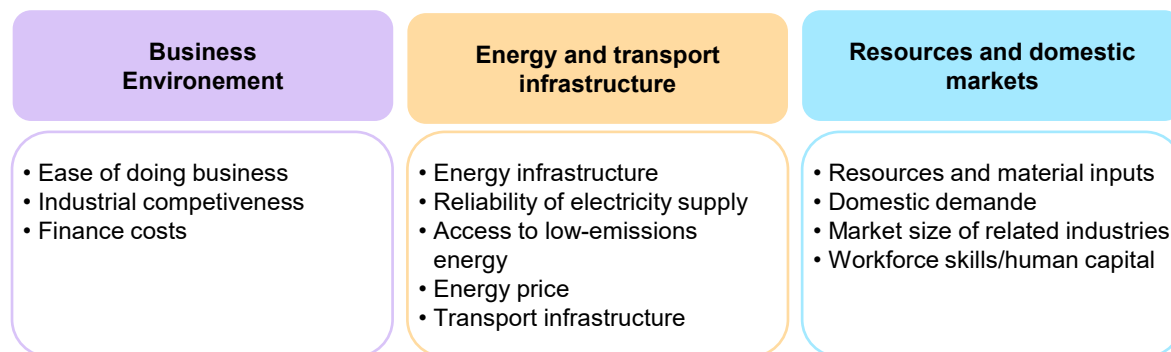 Business
Environement
• Ease of doing business
• Industrial competiveness
• Finance costs
Energy and transport
infrastructure
• Energy infrastructure
• Reliability of electricity supply
• Access to low-emissions
energy
• Energy price
• Transport infrastructure
Resources and domestic
markets
• Resources and material inputs
• Domestic demande
• Market size of related industries
• Workforce skills/human capital